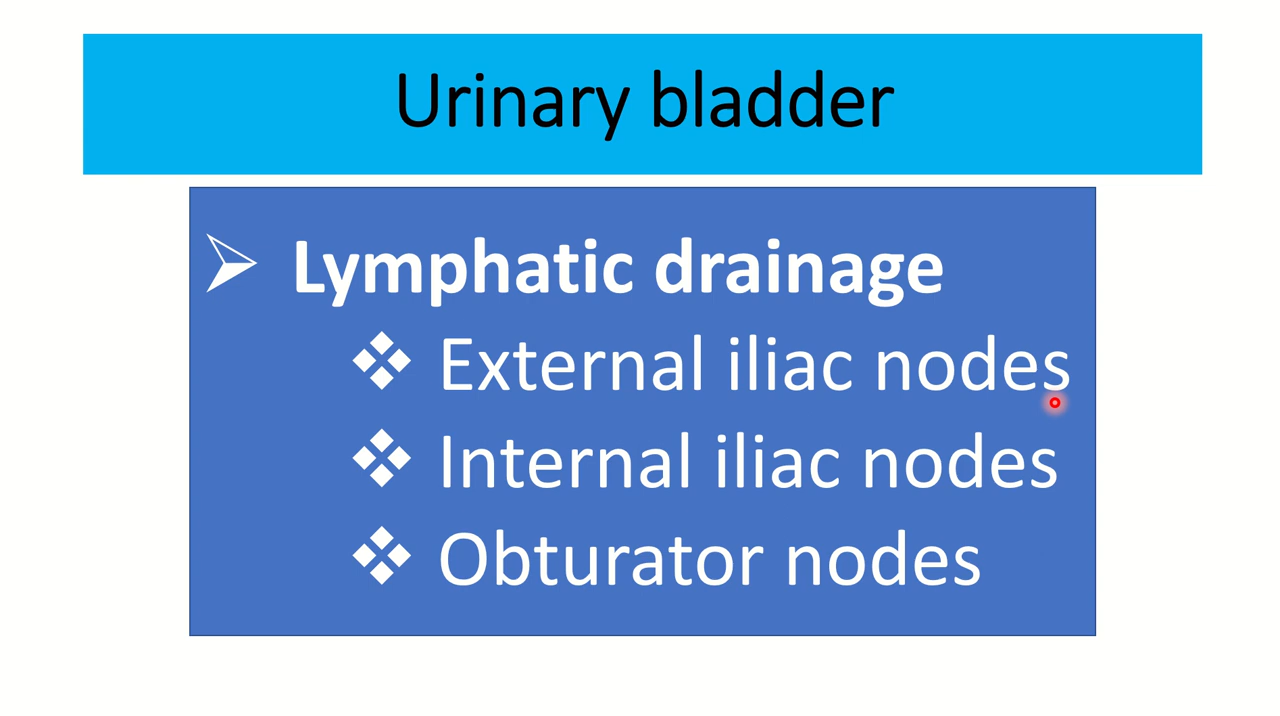 Urinary bladder
Lymphatic drainage
External iliac nodes
Internal iliac nodes
Obturator nodes